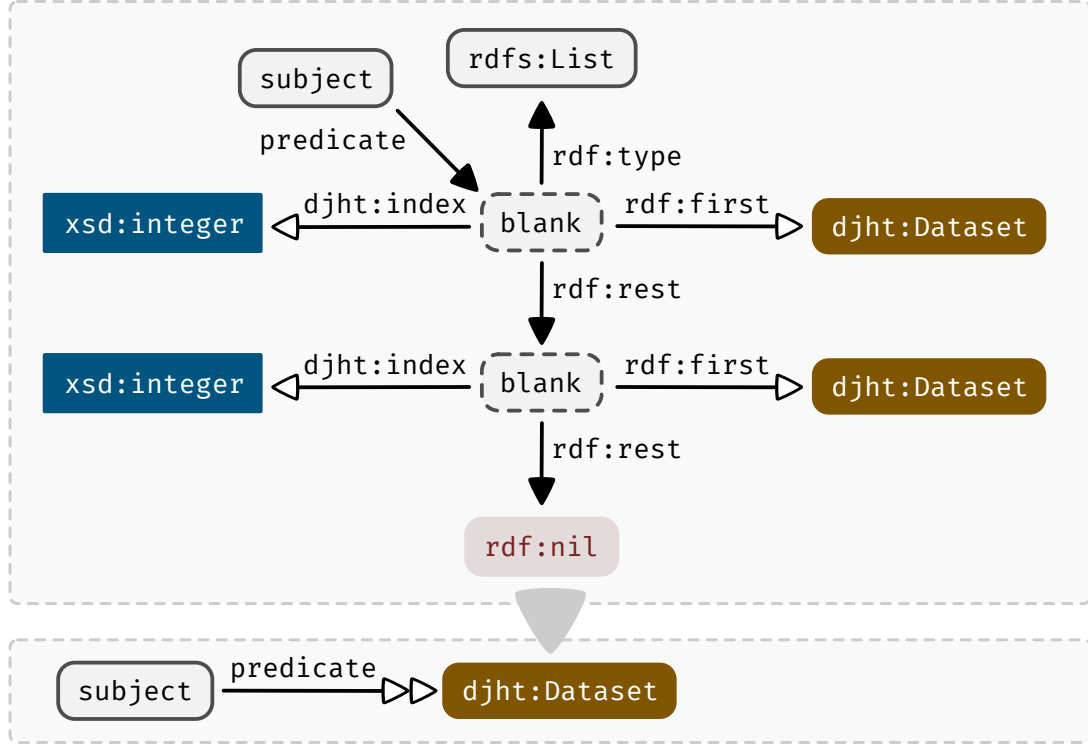 rdfs:List
subject
predicate
rdf:type
djht:index
rdf:first
xsd:integer
blank
djht:Dataset
rdf:rest
djht:index
rdf:first
xsd:integer
blank
djht:Dataset
rdf:rest
rdf:nil
predicate
subject
djht:Dataset